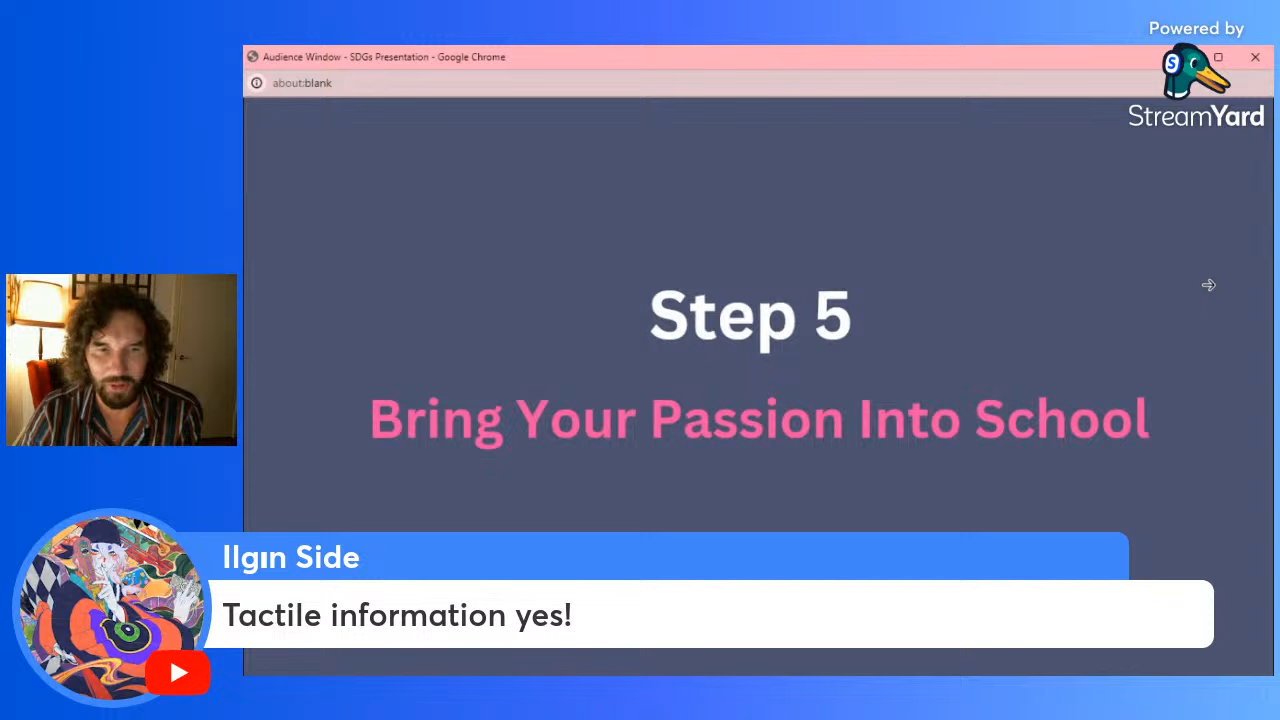 Powered by
StreamYard
Audience Window - SDGs Presentation - Google Chrome
about:blank
Step 5
Bring Your Passion Into School
Ilgın Side
Tactile information yes!